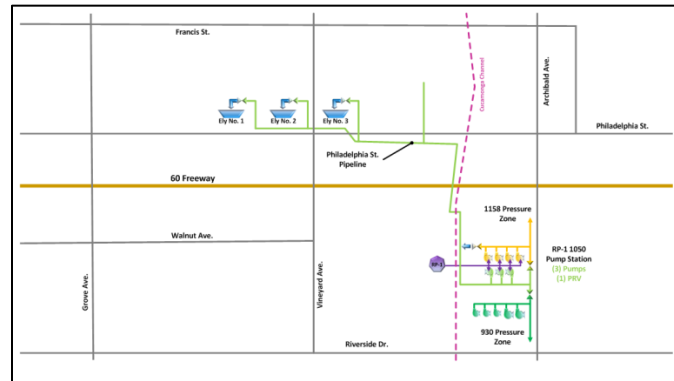 Francis St.
Cucamonga Channel
Archibald Ave.
Ely No. 1
Ely No. 2
Ely No. 3
Philadelphia St.
Philadelphia St.
Pipeline
60 Freeway
1158 Pressure
Zone
Walnut Ave.
RP-1 1050
Pump Station
(3) Pumps
(1) PRV
RP-1
Grove Ave.
Vineyard Ave.
930 Pressure
Zone
Riverside Dr.